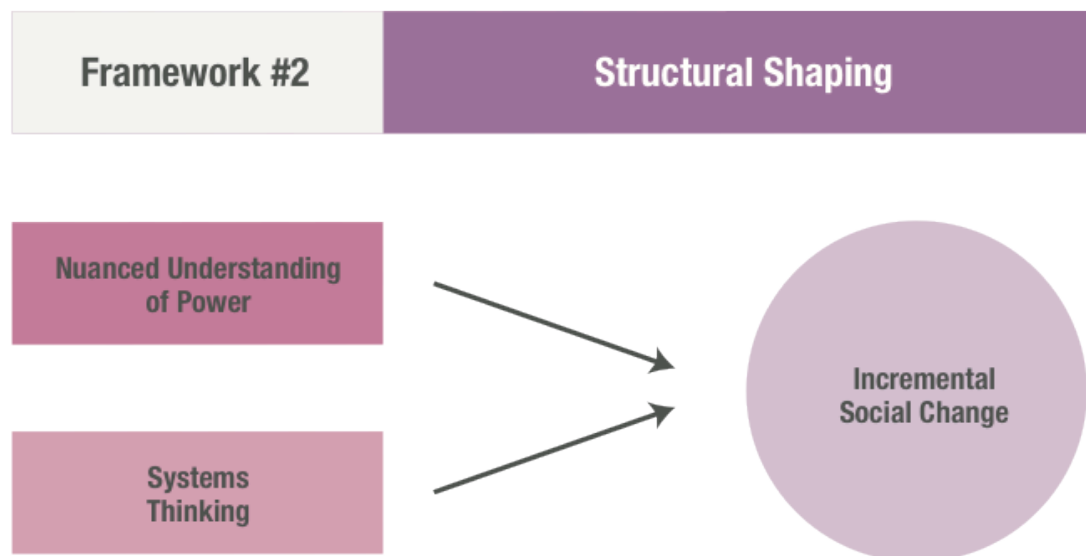 Framework #2
Structural Shaping
Nuanced Understanding
of Power
Incremental
Social Change
Systems
Thinking